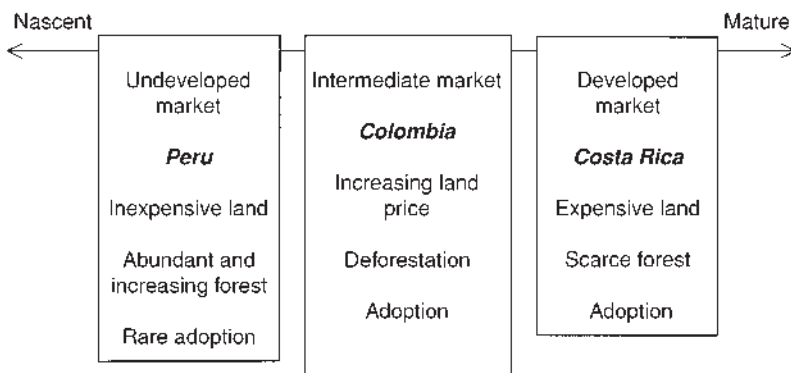 Nascent
Mature
Undeveloped
market
Peru
Inexpensive land
Abundant and
increasing forest
Rare adoption
Intermediate market
Colombia
Increasing land
price
Deforestation
Adoption
Developed
market
Costa Rica
Expensive land
Scarce forest
Adoption